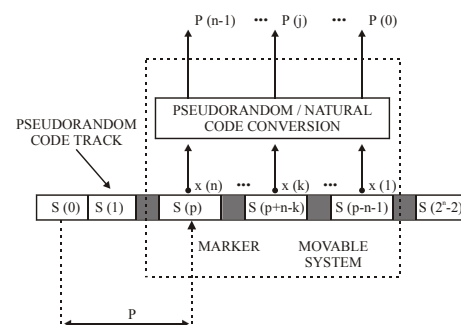 P (n-1) ... P (j) ... P (0)
PSEUDORANDOM / NATURAL
CODE CONVERSION
PSEUDORANDOM
CODE TRACK
x (n) ... x (k) ... x (1)
S (0) S (1) S (p) S (p+n-k) S (p-n-1) S (2ⁿ-2)
MARKER
MOVABLE
SYSTEM
P